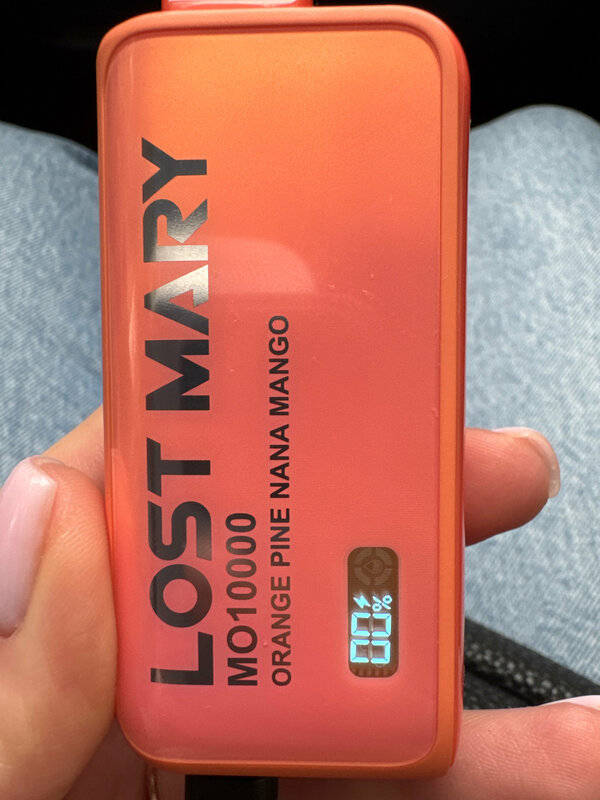 LOST MARY
MO10000
ORANGE PINE NANA MANGO
00%